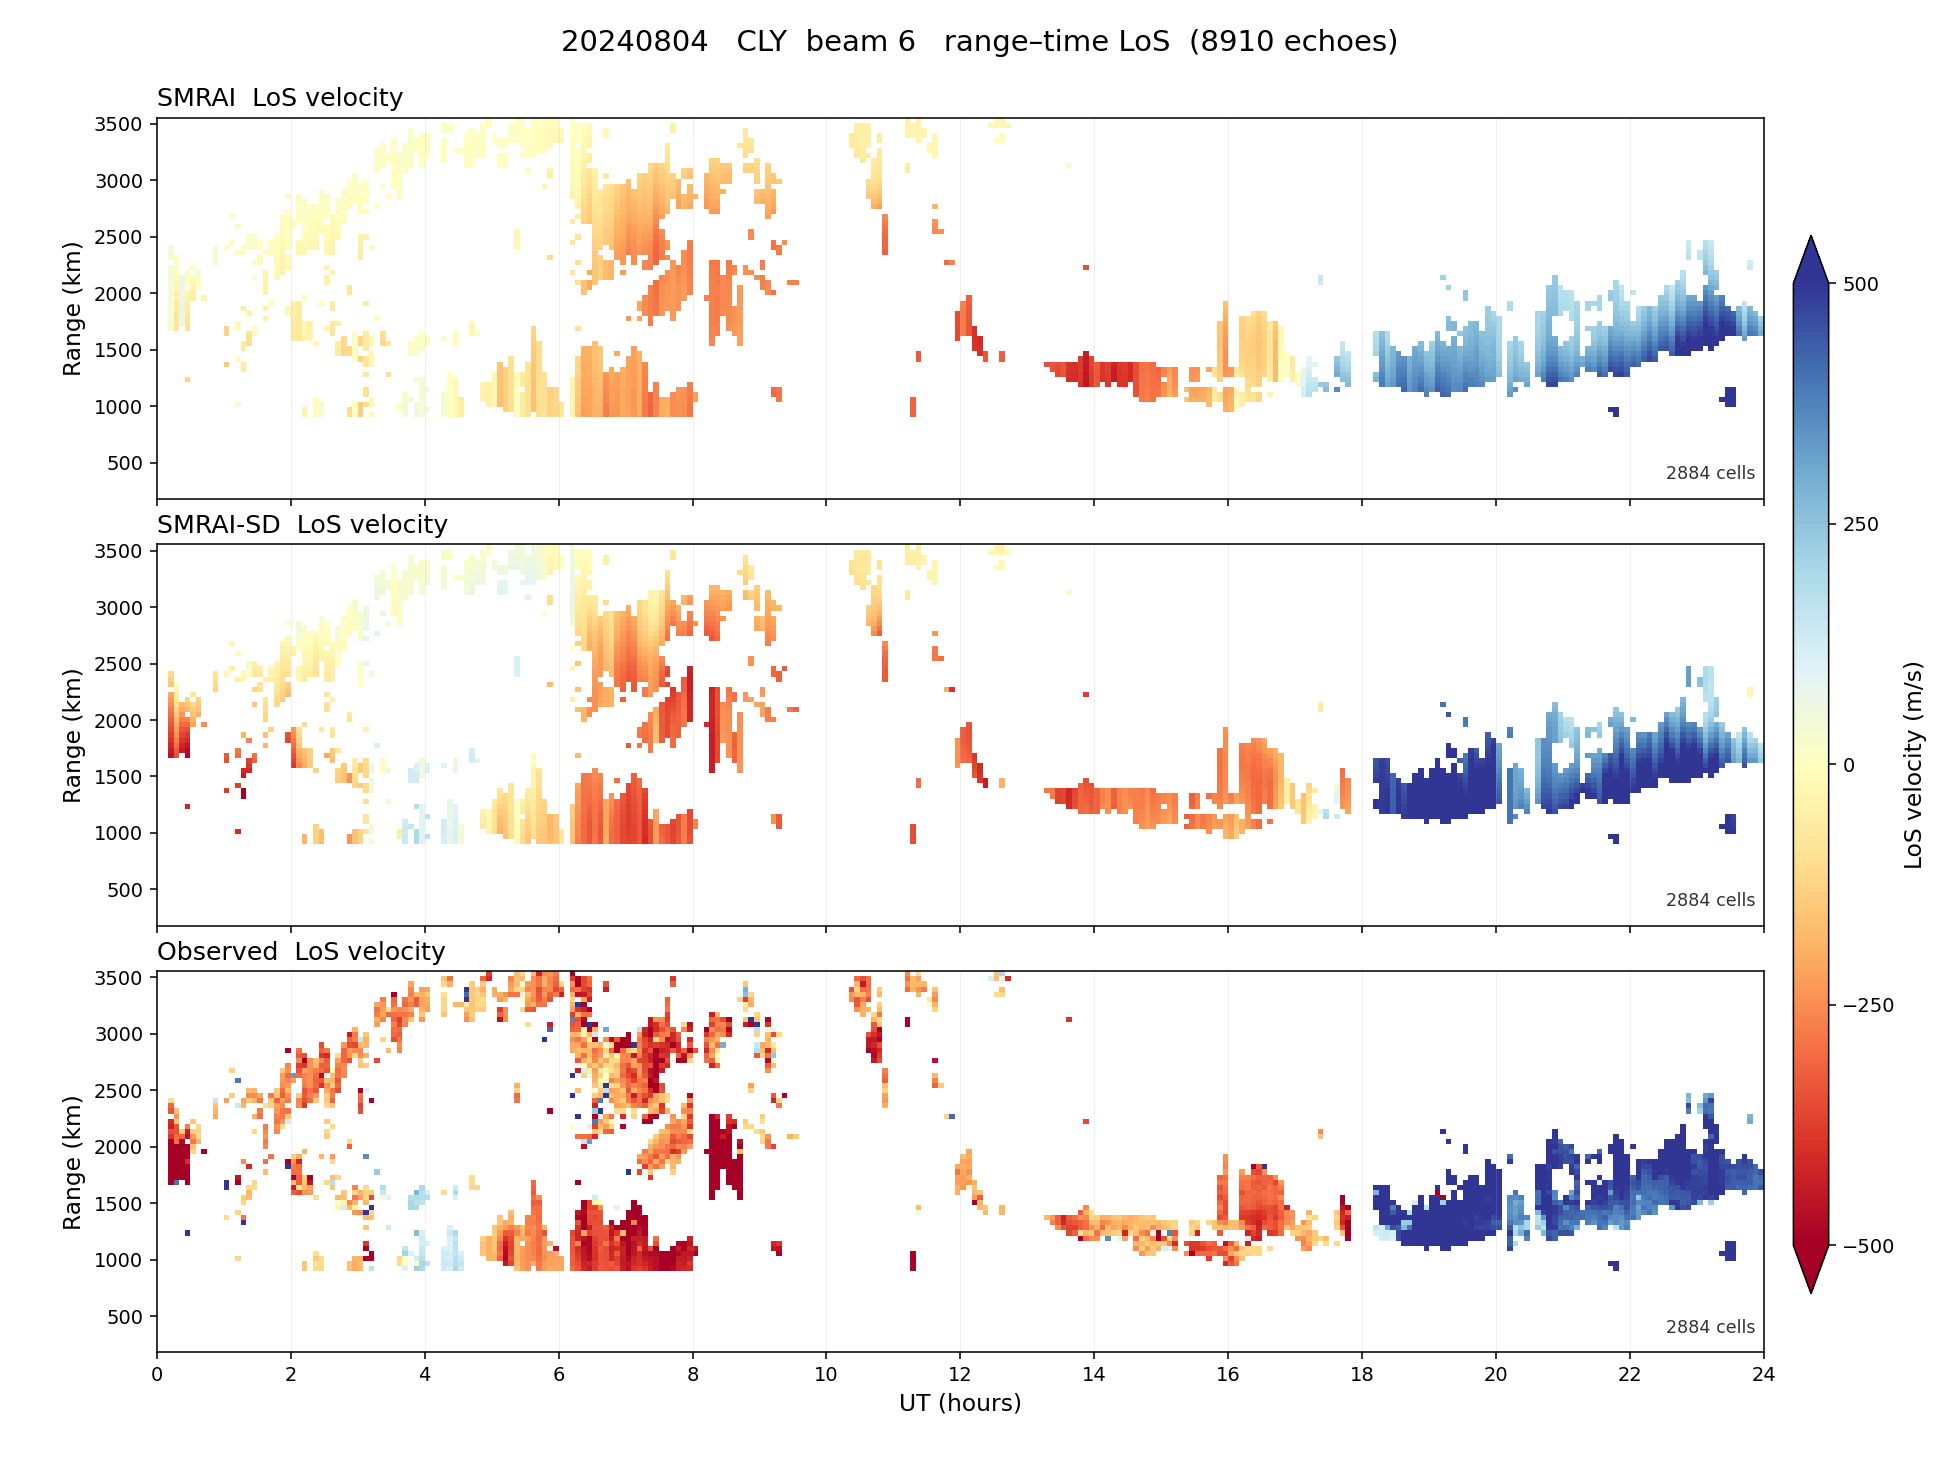 20240804   CLY  beam 6   range–time LoS  (8910 echoes)
SMRAI  LoS velocity
3500
3000
2500
2000
1500
1000
500
Range (km)
2884 cells
SMRAI-SD  LoS velocity
3500
3000
2500
2000
1500
1000
500
Range (km)
2884 cells
Observed  LoS velocity
3500
3000
2500
2000
1500
1000
500
Range (km)
2884 cells
0 2 4 6 8 10 12 14 16 18 20 22 24
UT (hours)
500
250
0
−250
−500
LoS velocity (m/s)